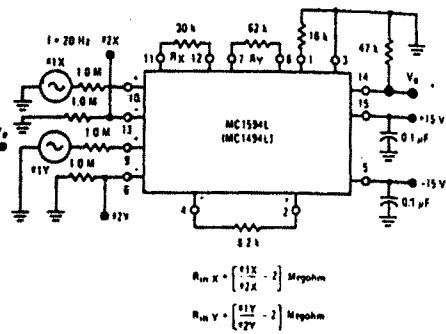 f = 20 Hz
e2X
30 k
62 k
16 k
47 k
e1X
1.0 M
11
RX
12
7
RY
8
1
3
10
14
Vo
1.0 M
13
15
+15 V
MC1594L
(MC1494L)
0.1 µF
e1Y
1.0 M
9
1.0 M
6
5
-15 V
0.1 µF
e2Y
4
2
8.2 k
Rin X = [e1X/e2X - 2] Megohm
Rin Y = [e1Y/e2Y - 2] Megohm